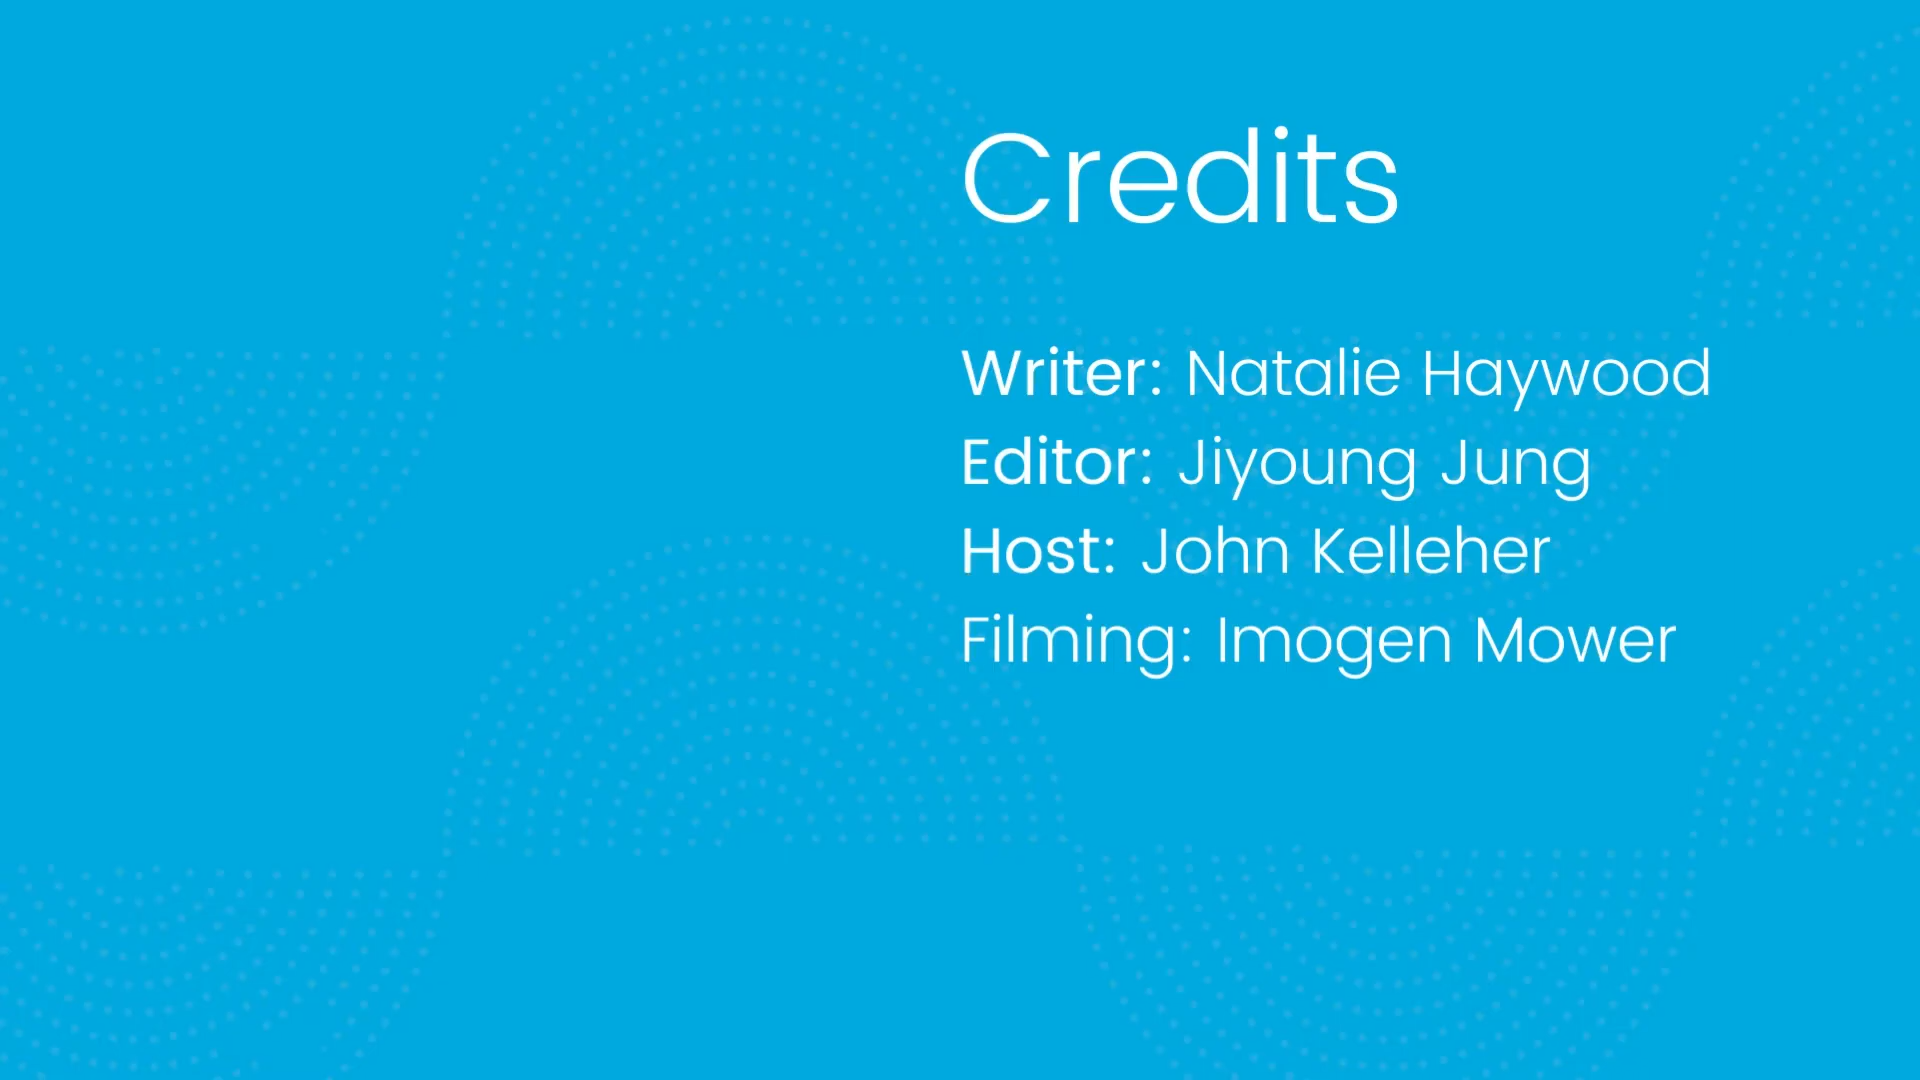 Credits
Writer: Natalie Haywood
Editor: Jiyoung Jung
Host: John Kelleher
Filming: Imogen Mower